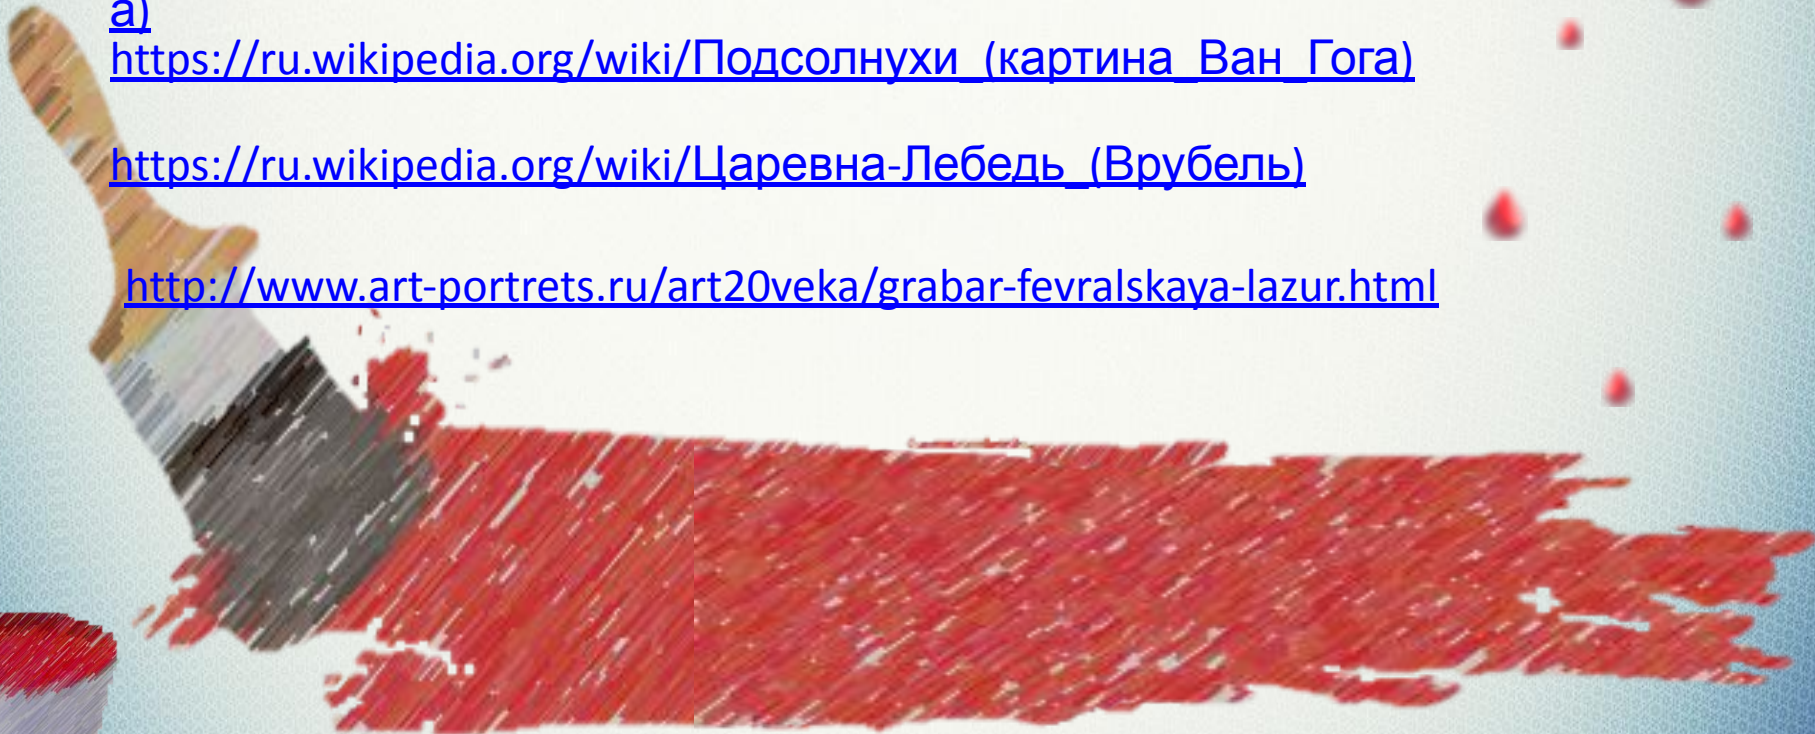 а)
https://ru.wikipedia.org/wiki/Подсолнухи_(картина_Ван_Гога)
https://ru.wikipedia.org/wiki/Царевна-Лебедь_(Врубель)
http://www.art-portrets.ru/art20veka/grabar-fevralskaya-lazur.html